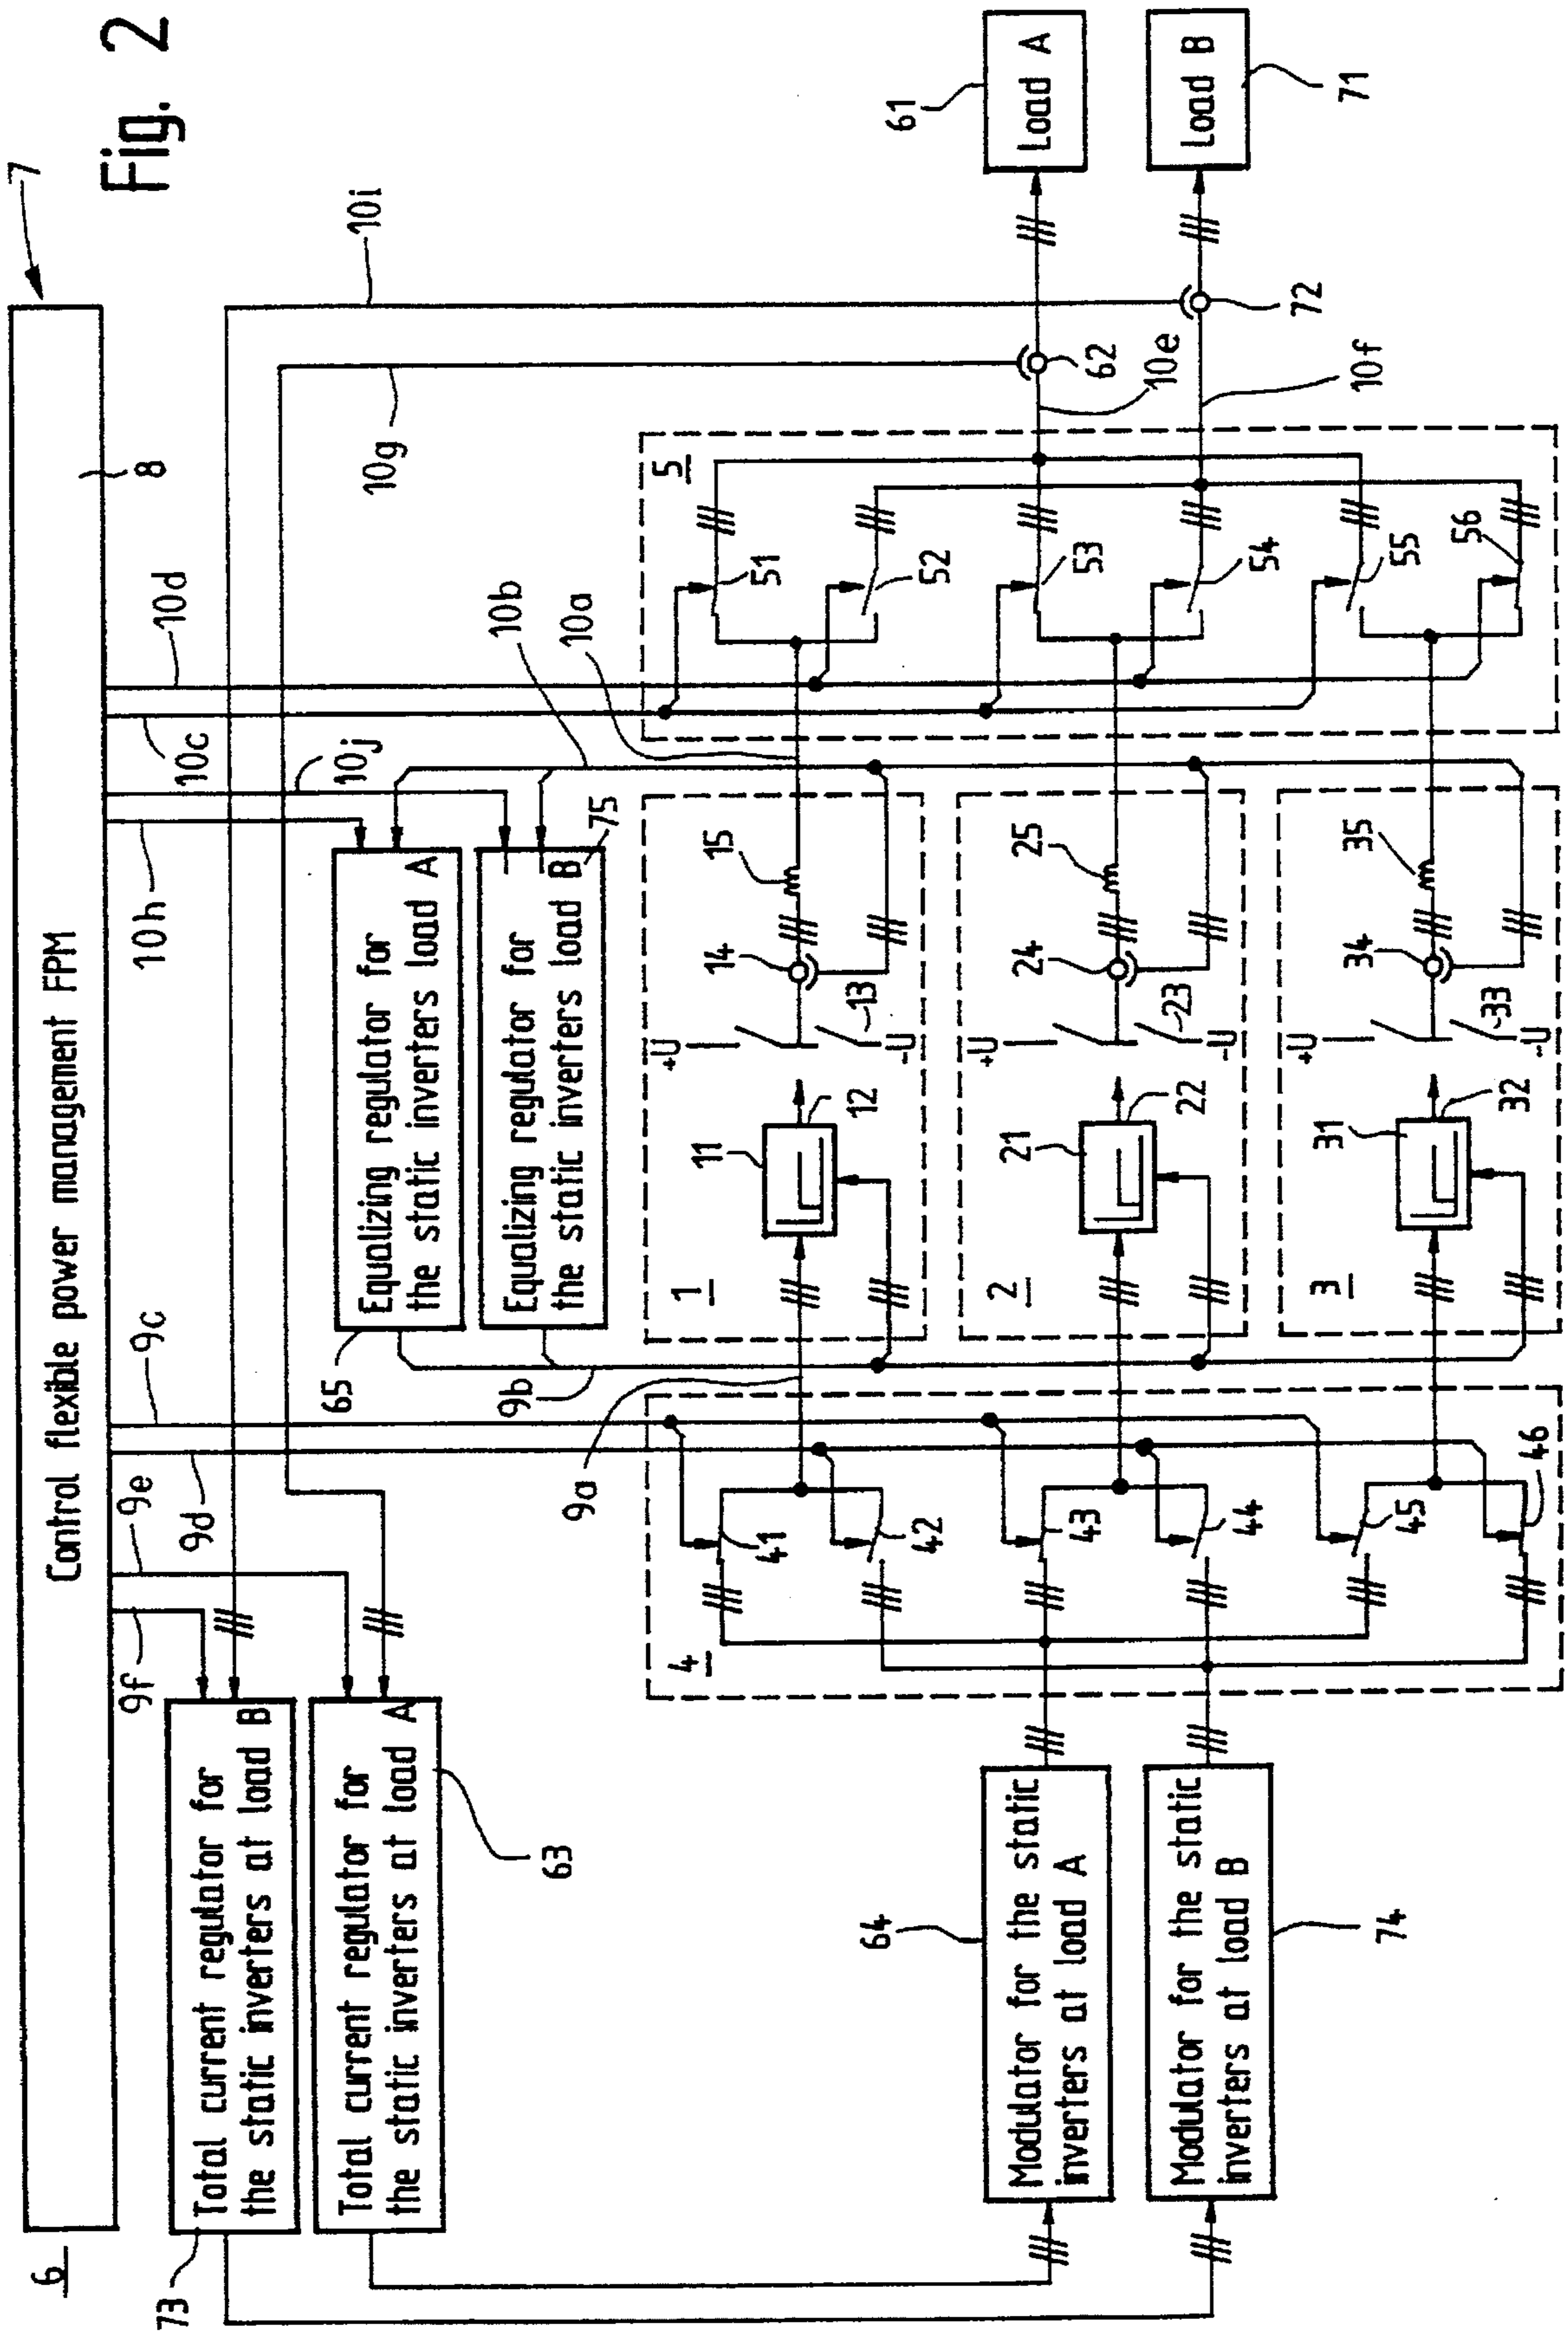 Fig. 2
7
6
Control flexible power management FPM
8
9f
9e
9d
9c
10h
10j
10c
10d
10g
10i
73
Total current regulator for
the static inverters at load B
Total current regulator for
the static inverters at load A
63
65
Equalizing regulator for
the static inverters load A
Equalizing regulator for
the static inverters load B
75
9b
9a
10b
10a
4
41
42
43
44
45
46
1
11
12
+U
-U
13
14
15
2
21
22
+U
-U
23
24
25
3
31
32
+U
-U
33
34
35
5
51
52
53
54
55
56
62
10e
10f
72
61
Load A
Load B
71
64
Modulator for the static
inverters at load A
Modulator for the static
inverters at load B
74